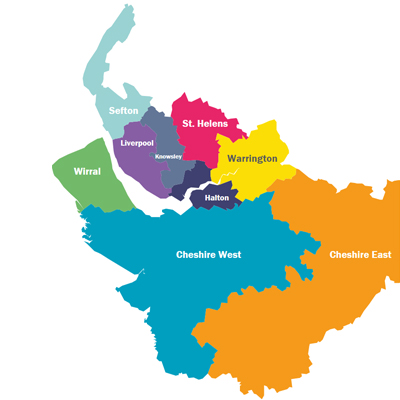 Sefton
St. Helens
Liverpool
Knowsley
Warrington
Wirral
Halton
Cheshire West
Cheshire East